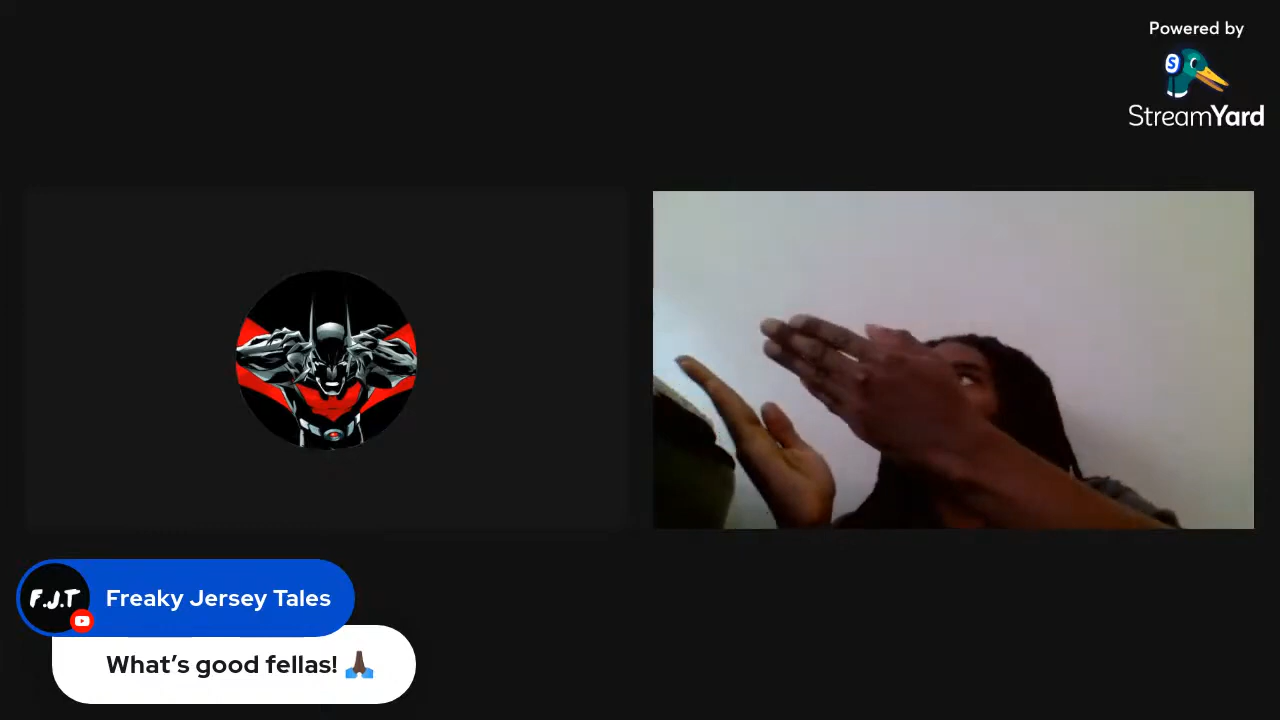 Powered by
S
StreamYard
F.J.T
Freaky Jersey Tales
What's good fellas! 🙏🏿